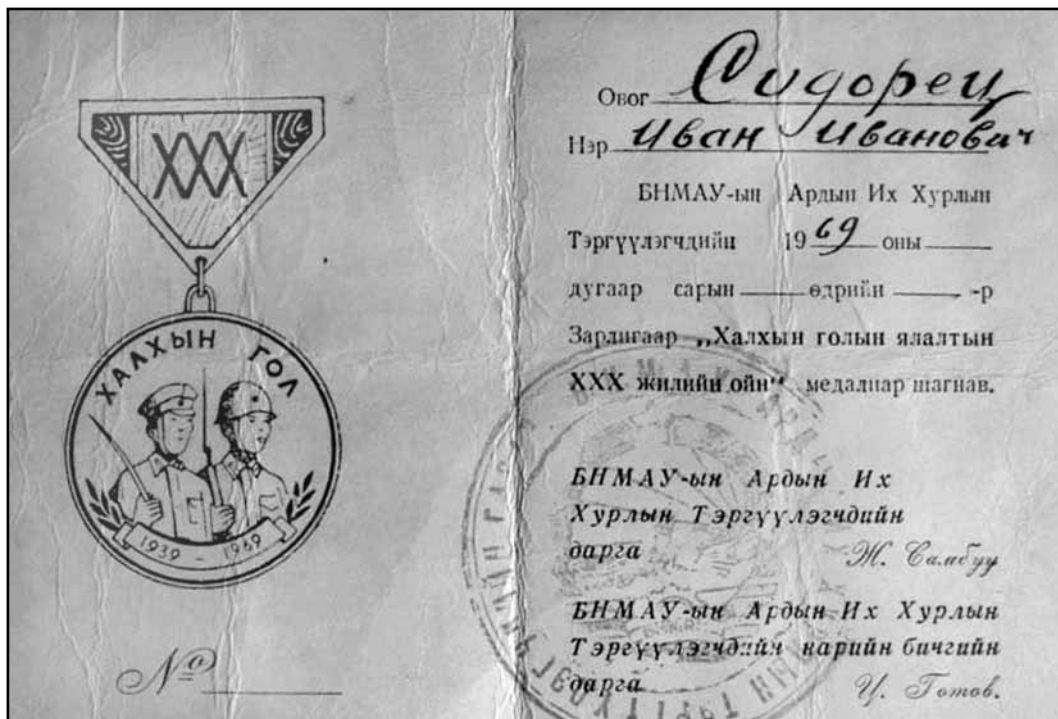 XXX
ХАЛХЫН ГОЛ
1939 - 1969
№
Овог Сидорец
Нэр Иван Иванович
БНМАУ-ын Ардын Их Хурлын
Тэргүүлэгчдийн 1969 оны
дугаар сарын өдрийн -р
Зарлигаар „Халхын голын ялалтын
XXX жилийн ойн" медалиар шагнав.
БНМАУ-ын Ардын Их
Хурлын Тэргүүлэгчдийн
дарга Ж. Самбуу
БНМАУ-ын Ардын Их Хурлын
Тэргүүлэгчдийн нарийн бичгийн
дарга Ц. Готов.